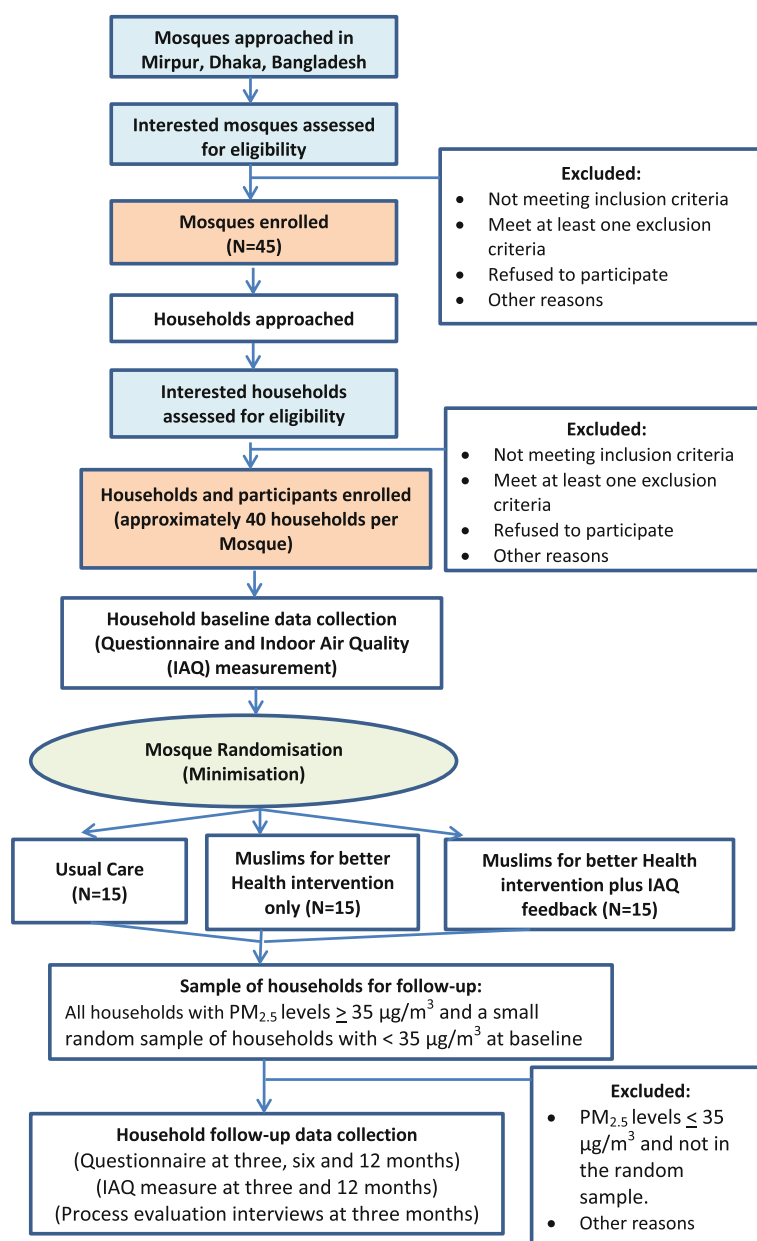 Mosques approached in
Mirpur, Dhaka, Bangladesh
Interested mosques assessed
for eligibility
Excluded:
• Not meeting inclusion criteria
• Meet at least one exclusion
criteria
• Refused to participate
• Other reasons
Mosques enrolled
(N=45)
Households approached
Interested households
assessed for eligibility
Excluded:
• Not meeting inclusion criteria
• Meet at least one exclusion
criteria
• Refused to participate
• Other reasons
Households and participants enrolled
(approximately 40 households per
Mosque)
Household baseline data collection
(Questionnaire and Indoor Air Quality
(IAQ) measurement)
Mosque Randomisation
(Minimisation)
Usual Care
(N=15)
Muslims for better
Health intervention
only (N=15)
Muslims for better Health
intervention plus IAQ
feedback (N=15)
Sample of households for follow-up:
All households with PM₂.₅ levels ≥ 35 µg/m³ and a small
random sample of households with < 35 µg/m³ at baseline
Excluded:
• PM₂.₅ levels ≤ 35
µg/m³ and not in
the random
sample.
• Other reasons
Household follow-up data collection
(Questionnaire at three, six and 12 months)
(IAQ measure at three and 12 months)
(Process evaluation interviews at three months)